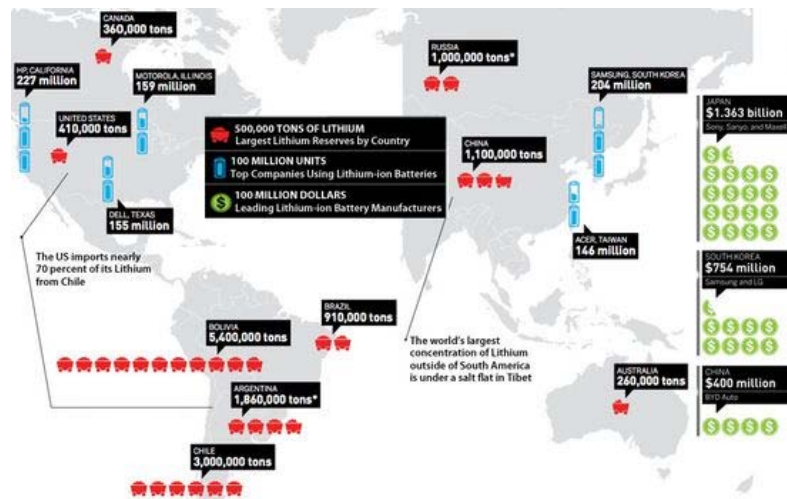 CANADA
360,000 tons
RUSSIA
1,000,000 tons*
HP, CALIFORNIA
227 million
MOTOROLA, ILLINOIS
159 million
SAMSUNG, SOUTH KOREA
204 million
UNITED STATES
410,000 tons
500,000 TONS OF LITHIUM
Largest Lithium Reserves by Country
100 MILLION UNITS
Top Companies Using Lithium-ion Batteries
100 MILLION DOLLARS
Leading Lithium-ion Battery Manufacturers
CHINA
1,100,000 tons
JAPAN
$1.363 billion
Sony, Sanyo, and Maxell
DELL, TEXAS
155 million
ACER, TAIWAN
146 million
The US imports nearly
70 percent of its Lithium
from Chile
SOUTH KOREA
$754 million
Samsung and LG
BRAZIL
910,000 tons
BOLIVIA
5,400,000 tons
The world's largest
concentration of Lithium
outside of South America
is under a salt flat in Tibet
AUSTRALIA
260,000 tons
CHINA
$400 million
BYD Auto
ARGENTINA
1,860,000 tons*
CHILE
3,000,000 tons